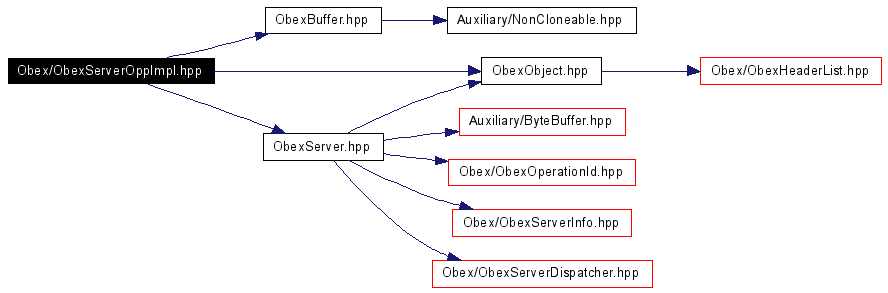 ObexBuffer.hpp
Auxiliary/NonCloneable.hpp
Obex/ObexServerOppImpl.hpp
ObexObject.hpp
Obex/ObexHeaderList.hpp
Auxiliary/ByteBuffer.hpp
ObexServer.hpp
Obex/ObexOperationId.hpp
Obex/ObexServerInfo.hpp
Obex/ObexServerDispatcher.hpp